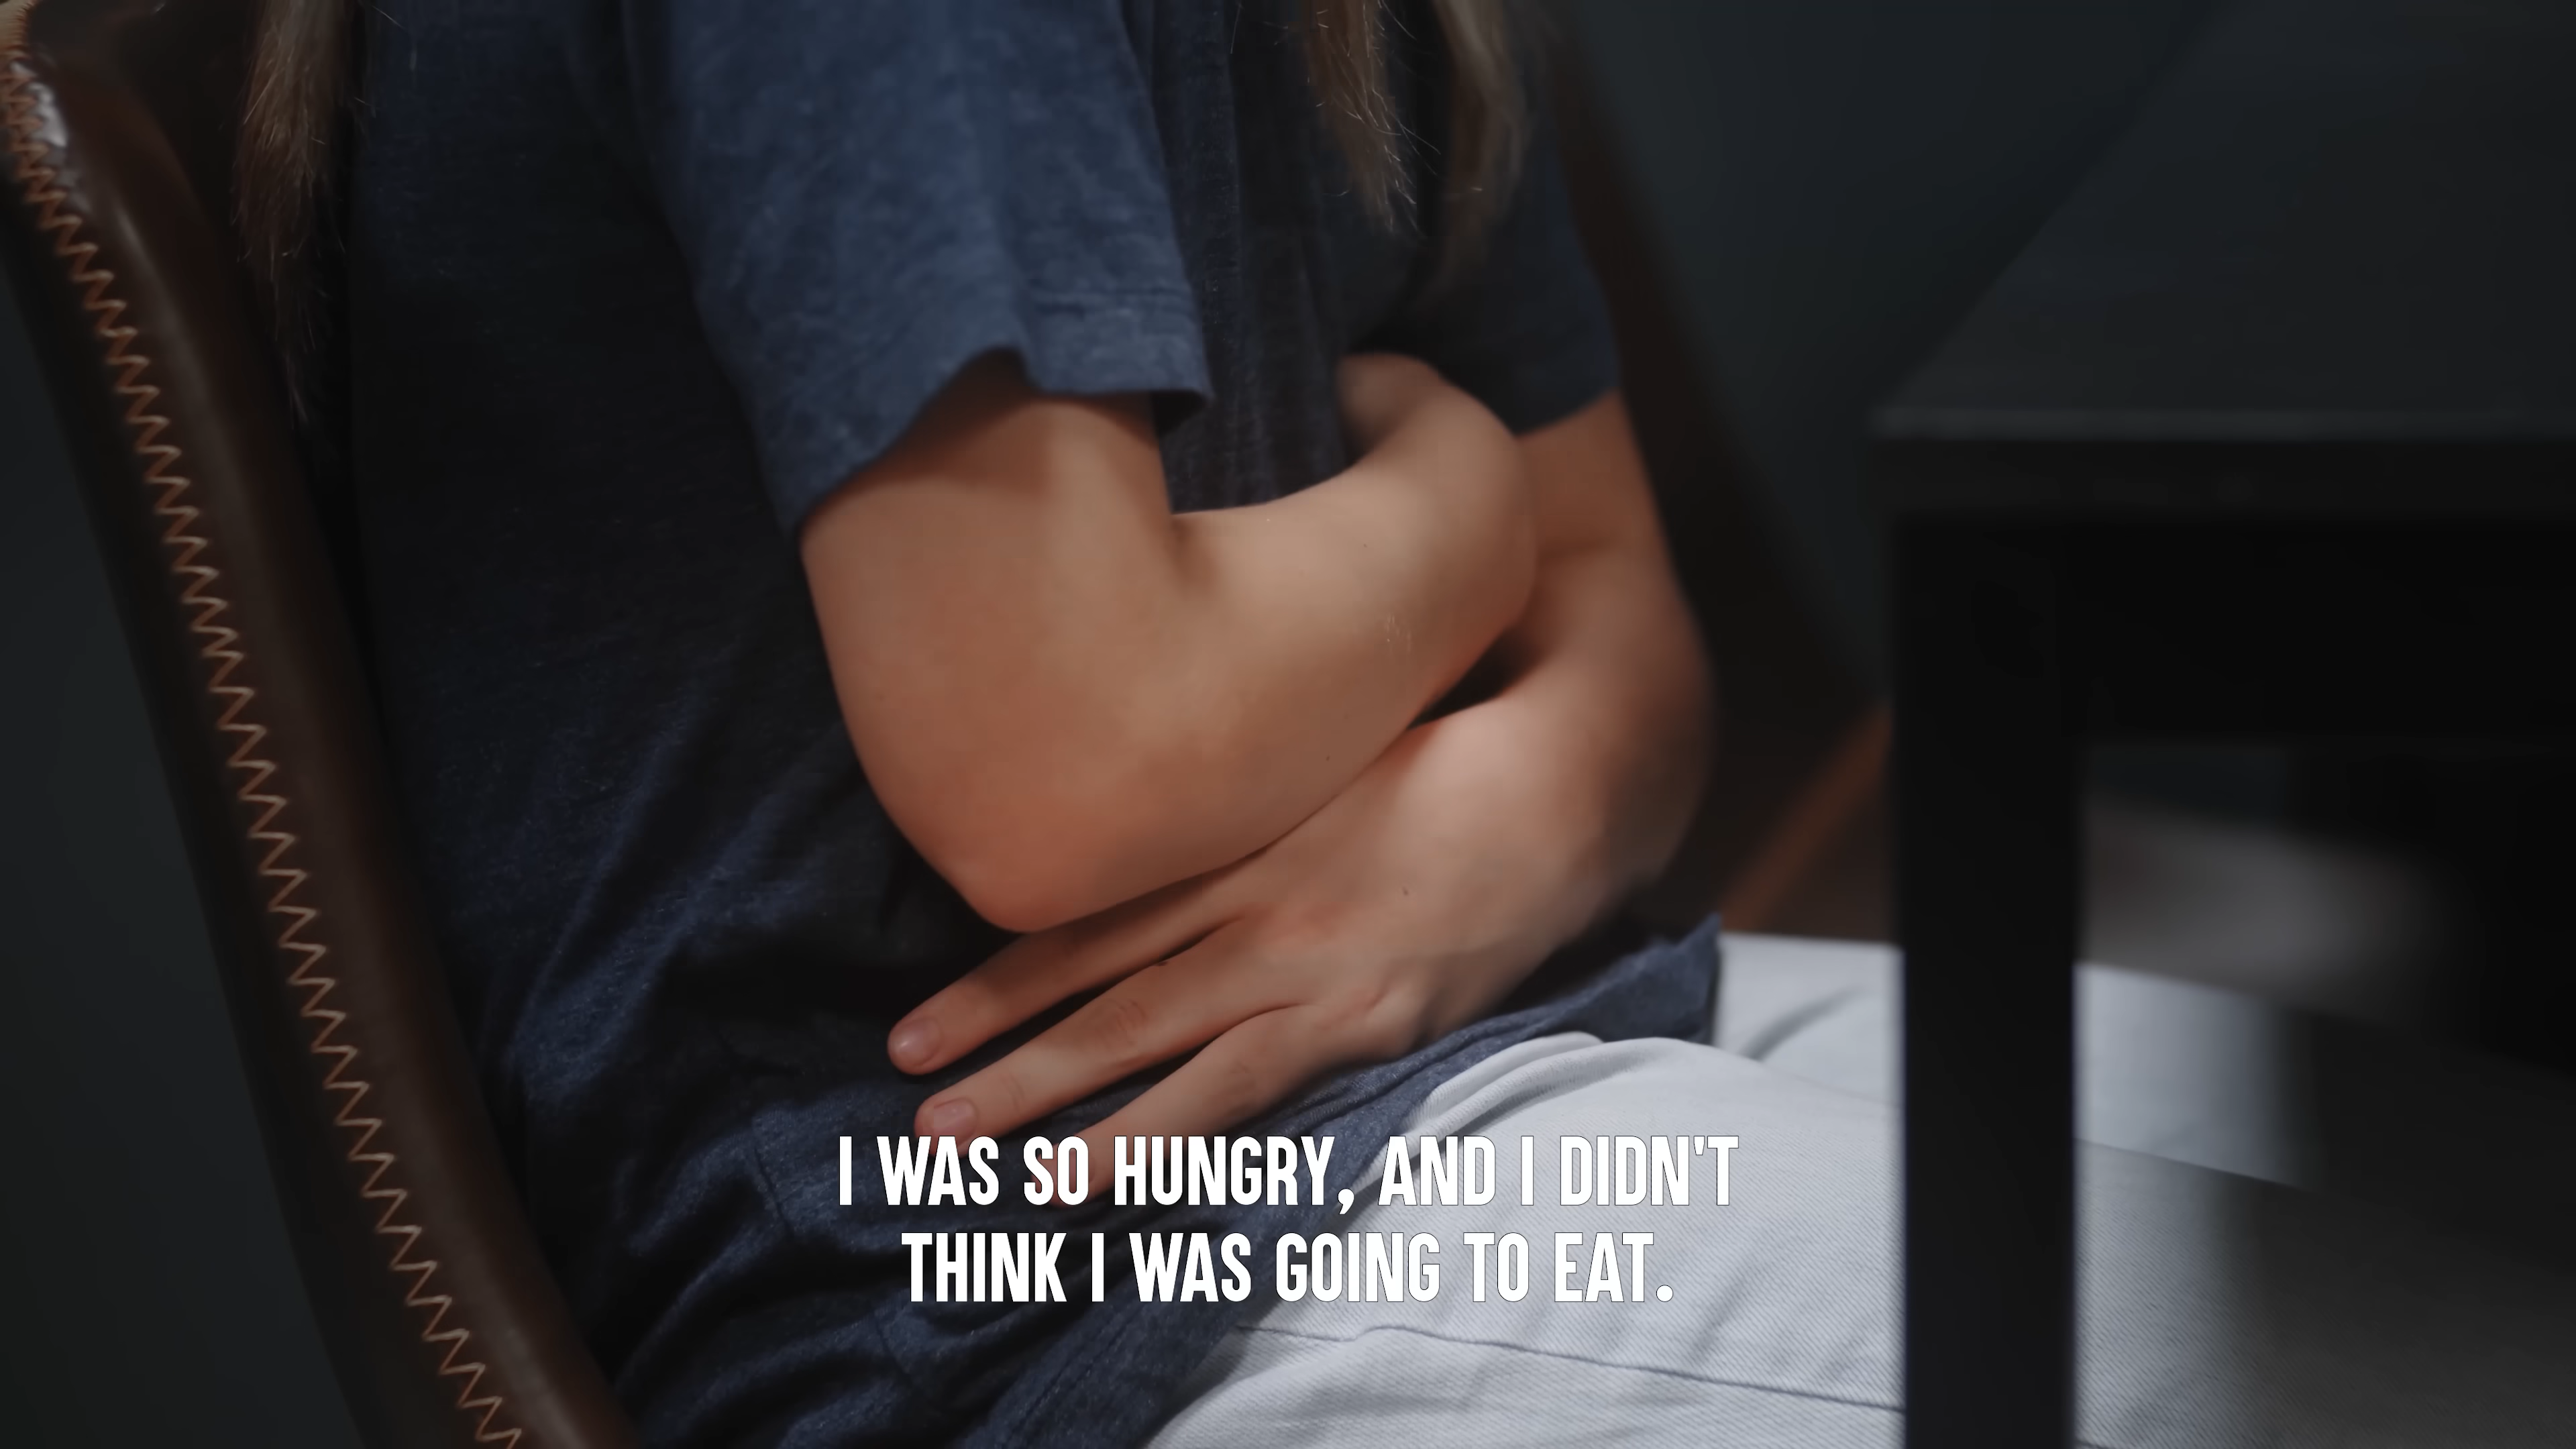 I WAS SO HUNGRY, AND I DIDN'T
THINK I WAS GOING TO EAT.